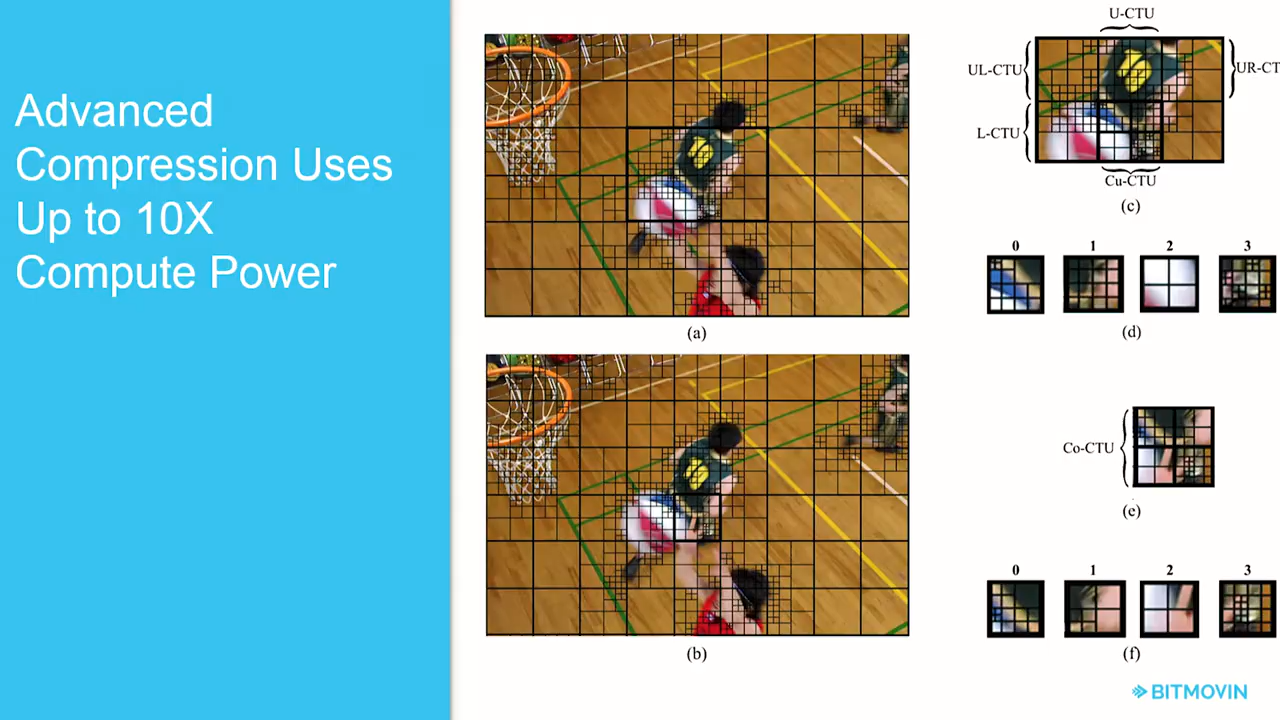 Advanced
Compression Uses
Up to 10X
Compute Power
(a)
(b)
U-CTU
UL-CTU
UR-CT
L-CTU
Cu-CTU
(c)
0 1 2 3
(d)
Co-CTU
(e)
0 1 2 3
(f)
BITMOVIN